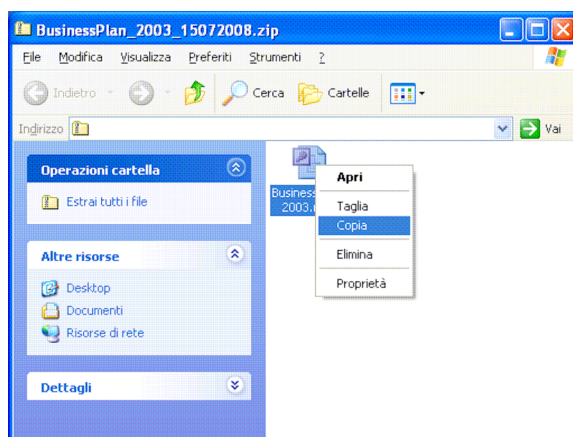 BusinessPlan_2003_15072008.zip
File Modifica Visualizza Preferiti Strumenti ?
Indietro Cerca Cartelle
Indirizzo Vai
Operazioni cartella
Estrai tutti i file
Altre risorse
Desktop
Documenti
Risorse di rete
Dettagli
Business
2003.
Apri
Taglia
Copia
Elimina
Proprietà